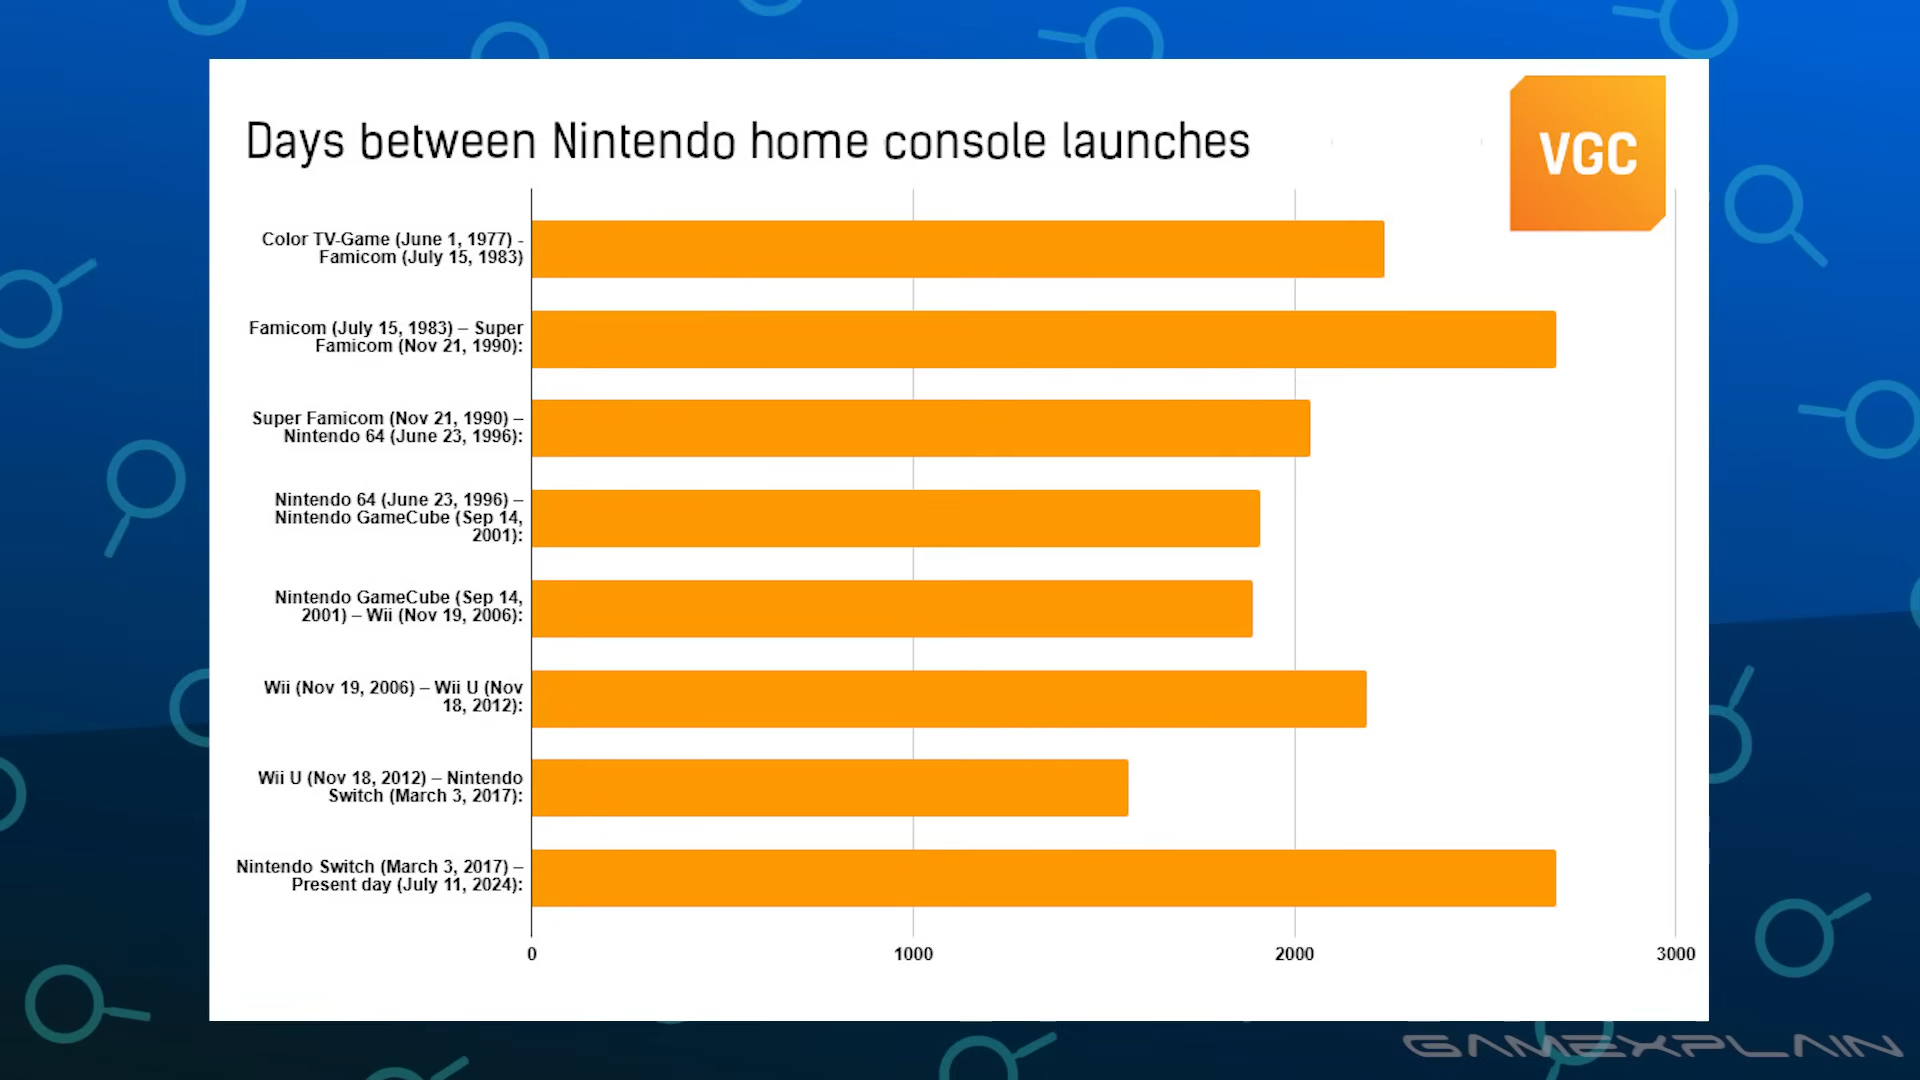 Days between Nintendo home console launches
VGC
Color TV-Game (June 1, 1977) -
Famicom (July 15, 1983)
Famicom (July 15, 1983) – Super
Famicom (Nov 21, 1990):
Super Famicom (Nov 21, 1990) –
Nintendo 64 (June 23, 1996):
Nintendo 64 (June 23, 1996) –
Nintendo GameCube (Sep 14,
2001):
Nintendo GameCube (Sep 14,
2001) – Wii (Nov 19, 2006):
Wii (Nov 19, 2006) – Wii U (Nov
18, 2012):
Wii U (Nov 18, 2012) – Nintendo
Switch (March 3, 2017):
Nintendo Switch (March 3, 2017) –
Present day (July 11, 2024):
0
1000
2000
3000
GAMEXPLAIN